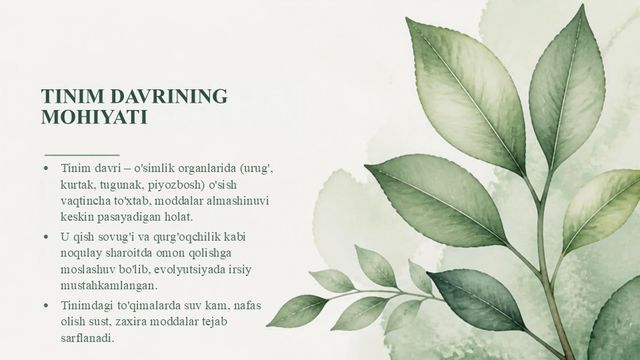 TINIM DAVRINING
MOHIYATI
• Tinim davri – o'simlik organlarida (urug',
kurtak, tugunak, piyozbosh) o'sish
vaqtincha to'xtab, moddalar almashinuvi
keskin pasayadigan holat.
• U qish sovug'i va qurg'oqchilik kabi
noqulay sharoitda omon qolishga
moslashuv bo'lib, evolyutsiyada irsiy
mustahkamlangan.
• Tinimdagi to'qimalarda suv kam, nafas
olish sust, zaxira moddalar tejab
sarflanadi.